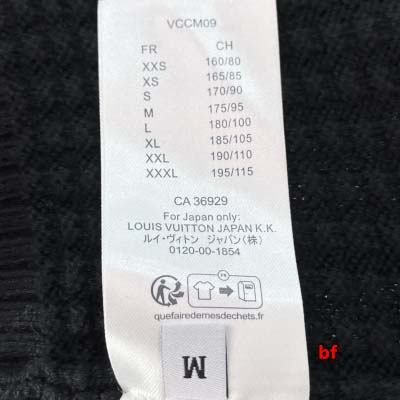 VCCM09
FR CH
XXS 160/80
XS 165/85
S 170/90
M 175/95
L 180/100
XL 185/105
XXL 190/110
XXXL 195/115
CA 36929
For Japan only:
LOUIS VUITTON JAPAN K.K.
ルイ・ヴィトン ジャパン(株)
0120-00-1854
quefairedemesdechets.fr
M
bf